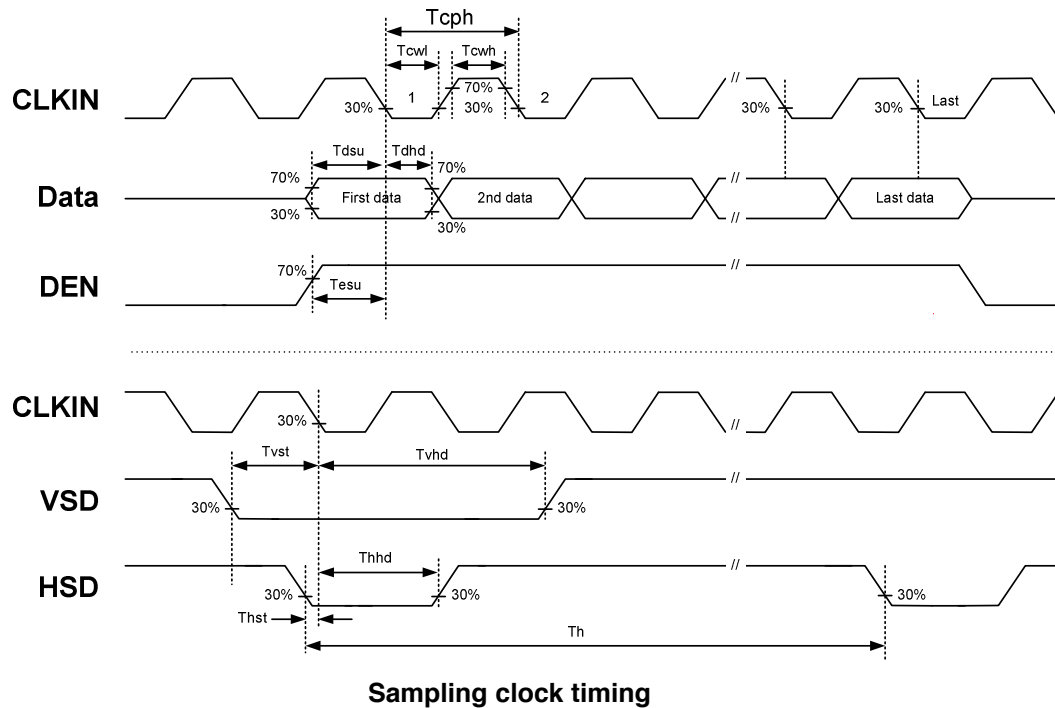 Tcph
Tcwl Tcwh
CLKIN 30% 1 70% 30% 2 // 30% 30% Last
Tdsu Tdhd
Data 70% 30% First data 70% 30% 2nd data // // Last data
DEN 70% Tesu //
CLKIN 30% //
Tvst Tvhd
VSD 30% 30% //
Thhd
HSD 30% 30% // 30%
Thst
Th
Sampling clock timing